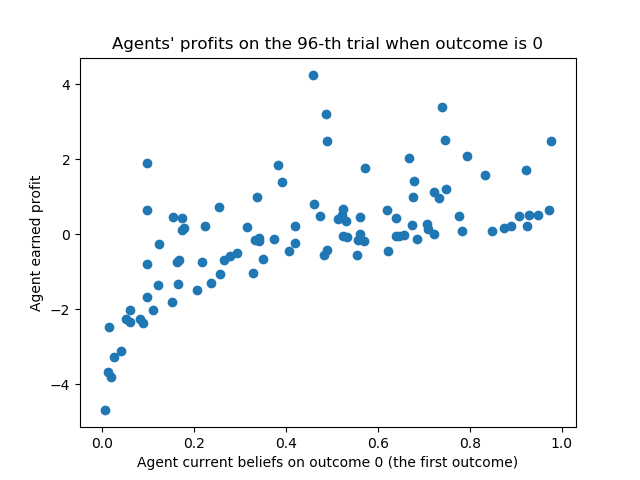 Agents' profits on the 96-th trial when outcome is 0
4
2
0
−2
−4
Agent earned profit
0.0 0.2 0.4 0.6 0.8 1.0
Agent current beliefs on outcome 0 (the first outcome)